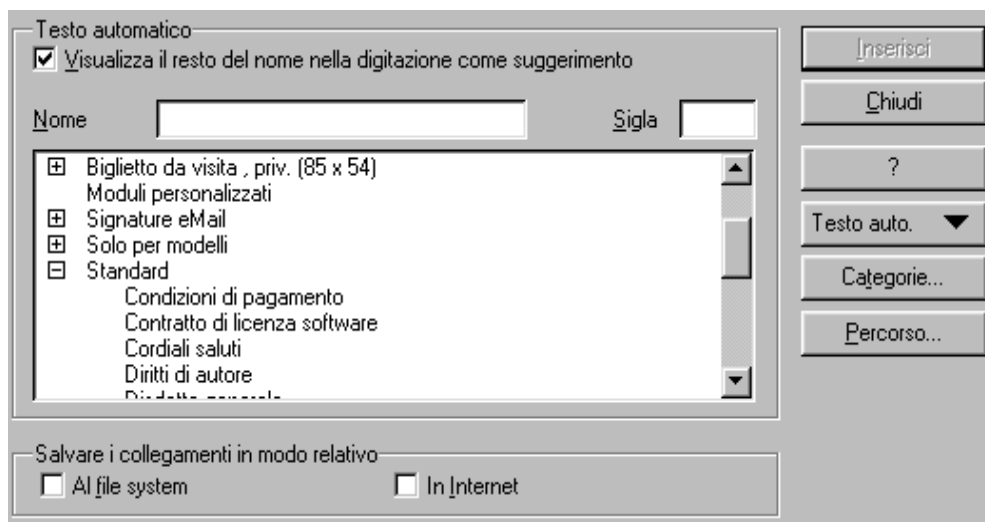 Testo automatico
Visualizza il resto del nome nella digitazione come suggerimento
Nome
Sigla
Biglietto da visita , priv. (85 x 54)
Moduli personalizzati
Signature eMail
Solo per modelli
Standard
Condizioni di pagamento
Contratto di licenza software
Cordiali saluti
Diritti di autore
Salvare i collegamenti in modo relativo
Al file system
In Internet
Inserisci
Chiudi
?
Testo auto.
Categorie...
Percorso...